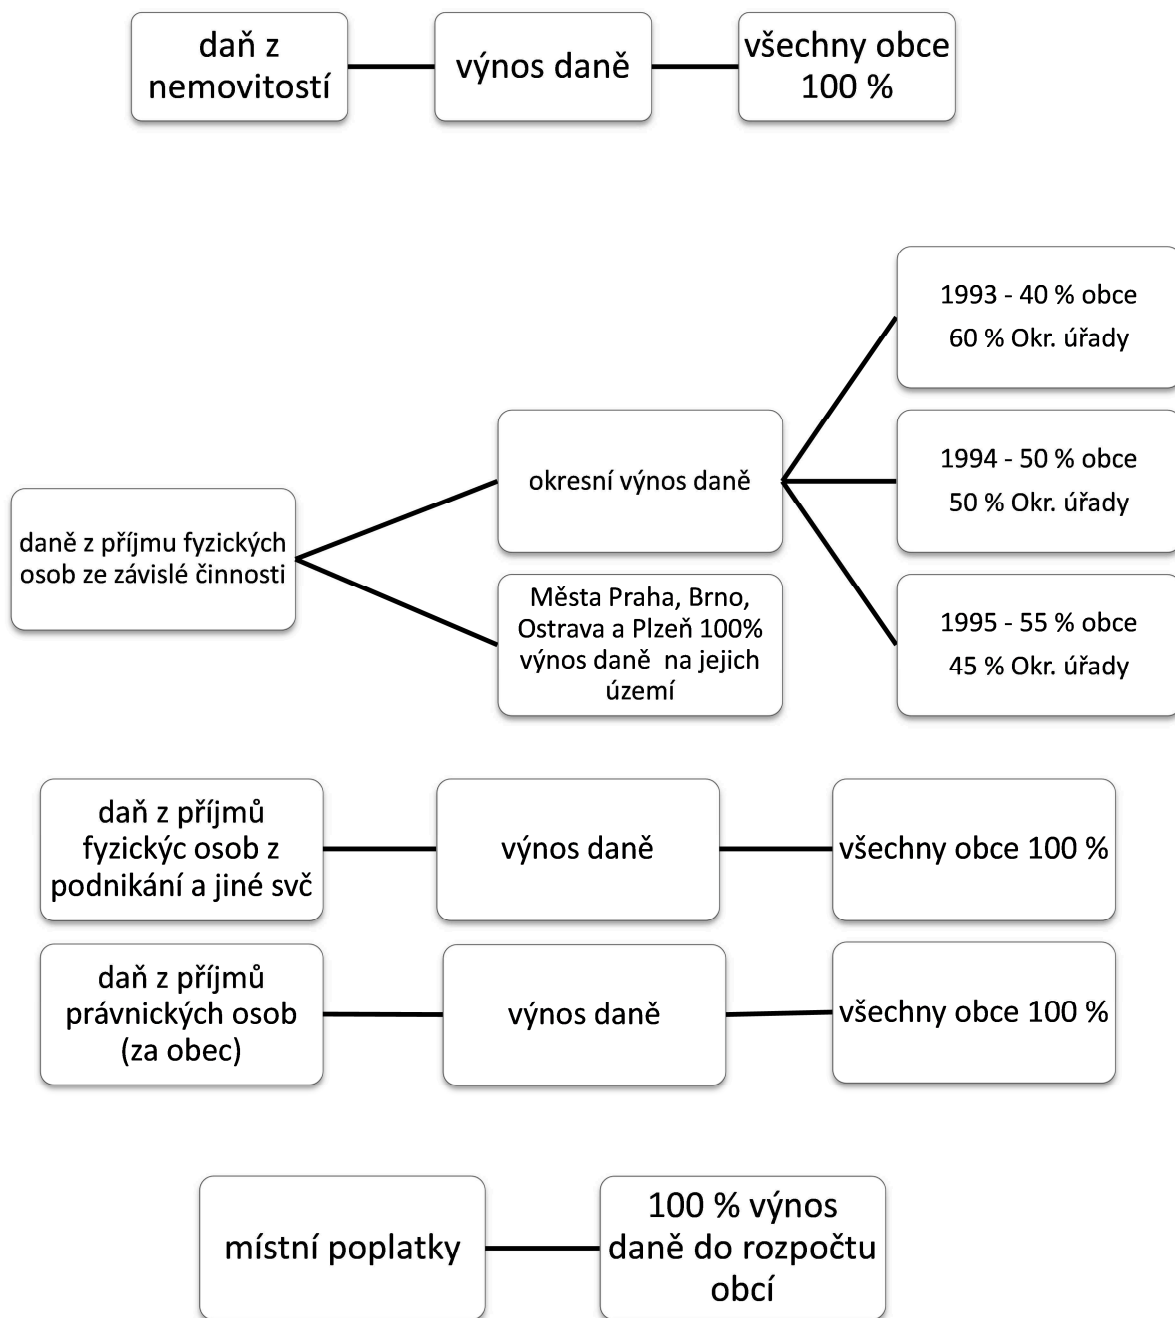 daň z
nemovitostí
výnos daně
všechny obce
100 %
daně z příjmu fyzických
osob ze závislé činnosti
okresní výnos daně
1993 - 40 % obce
60 % Okr. úřady
1994 - 50 % obce
50 % Okr. úřady
1995 - 55 % obce
45 % Okr. úřady
Města Praha, Brno,
Ostrava a Plzeň 100%
výnos daně na jejich
území
daň z příjmů
fyzickýc osob z
podnikání a jiné svč
výnos daně
všechny obce 100 %
daň z příjmů
právnických osob
(za obec)
výnos daně
všechny obce 100 %
místní poplatky
100 % výnos
daně do rozpočtu
obcí